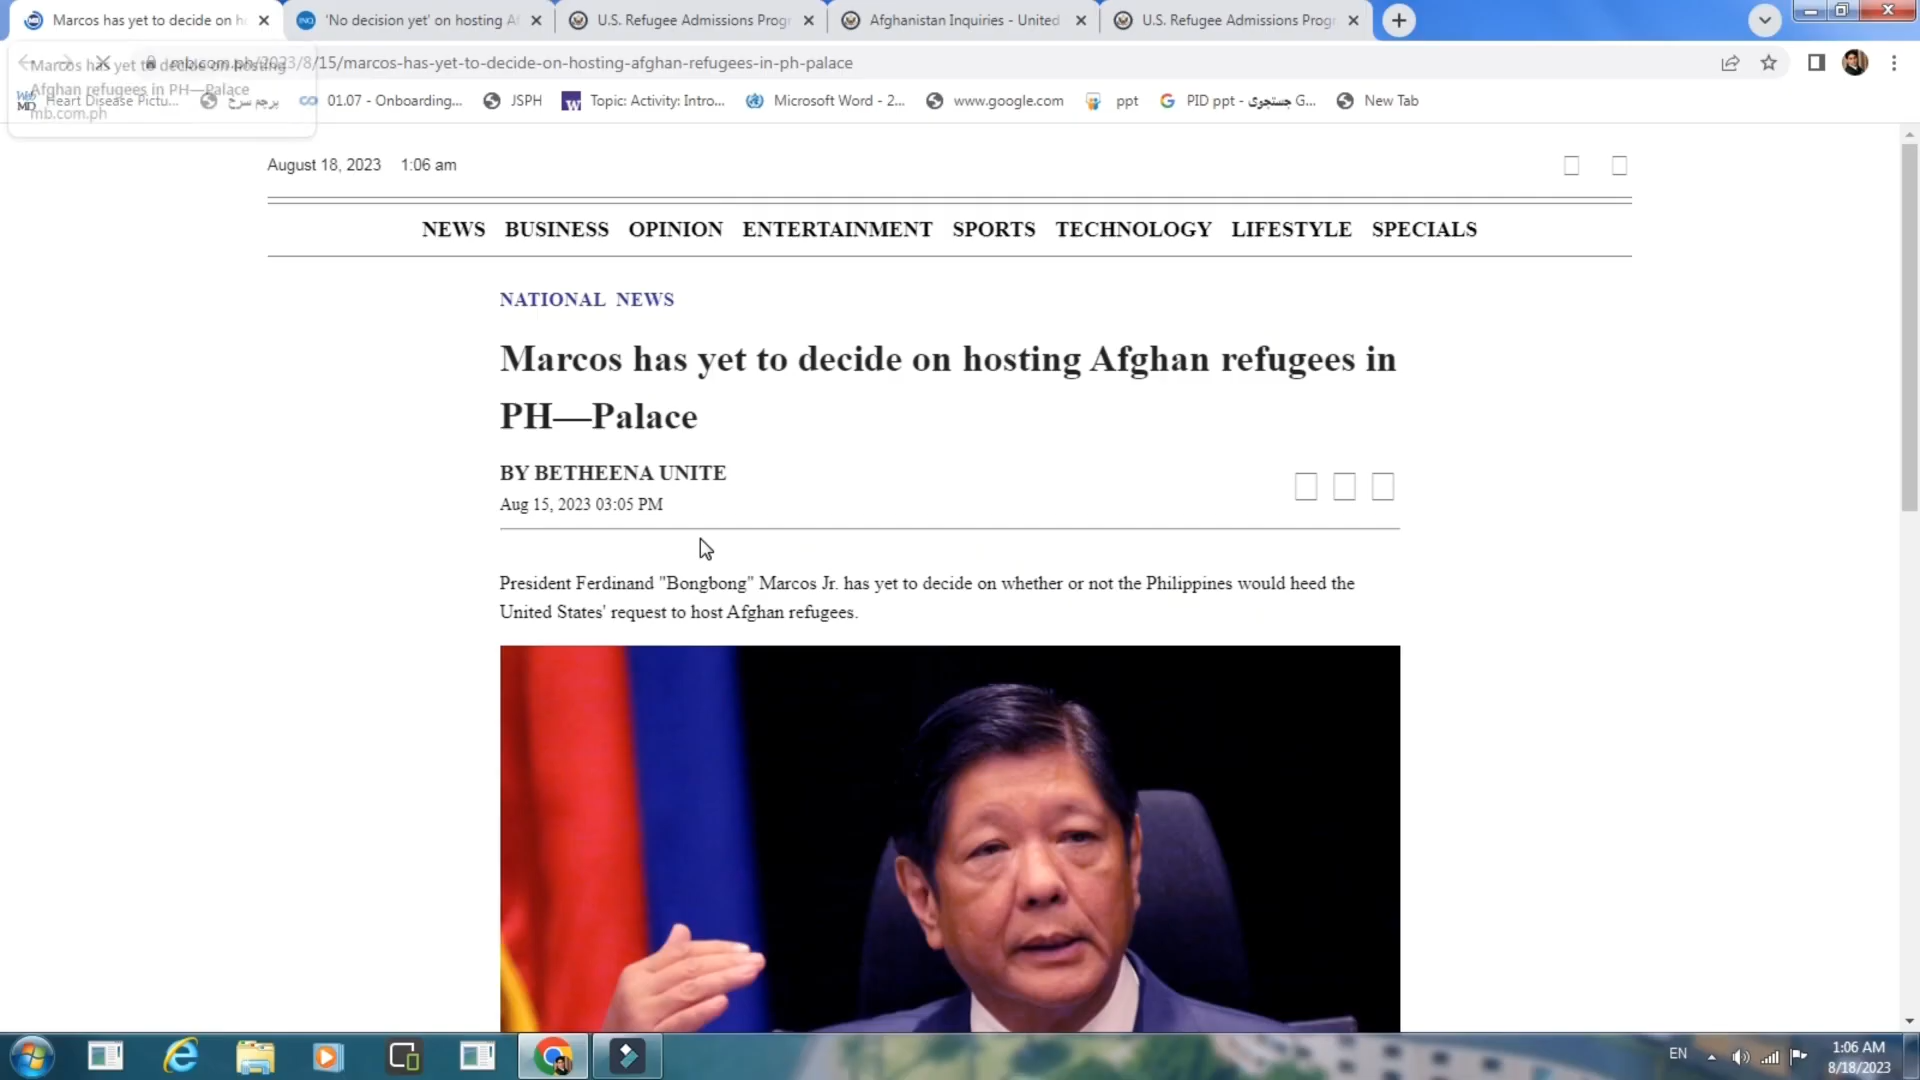 Marcos has yet to decide on h
'No decision yet' on hosting Af
U.S. Refugee Admissions Progr
Afghanistan Inquiries - United
U.S. Refugee Admissions Progr
mb.com.ph/2023/8/15/marcos-has-yet-to-decide-on-hosting-afghan-refugees-in-ph-palace
Marcos has yet to decide on hosting
Afghan refugees in PH—Palace
mb.com.ph
Heart Disease Pictu...
پرچم سرخ
01.07 - Onboarding...
JSPH
Topic: Activity: Intro...
Microsoft Word - 2...
www.google.com
ppt
PID ppt - جستجوی G...
New Tab
August 18, 2023 1:06 am
NEWS BUSINESS OPINION ENTERTAINMENT SPORTS TECHNOLOGY LIFESTYLE SPECIALS
NATIONAL NEWS
Marcos has yet to decide on hosting Afghan refugees in
PH—Palace
BY BETHEENA UNITE
Aug 15, 2023 03:05 PM
President Ferdinand "Bongbong" Marcos Jr. has yet to decide on whether or not the Philippines would heed the
United States' request to host Afghan refugees.
EN
1:06 AM
8/18/2023